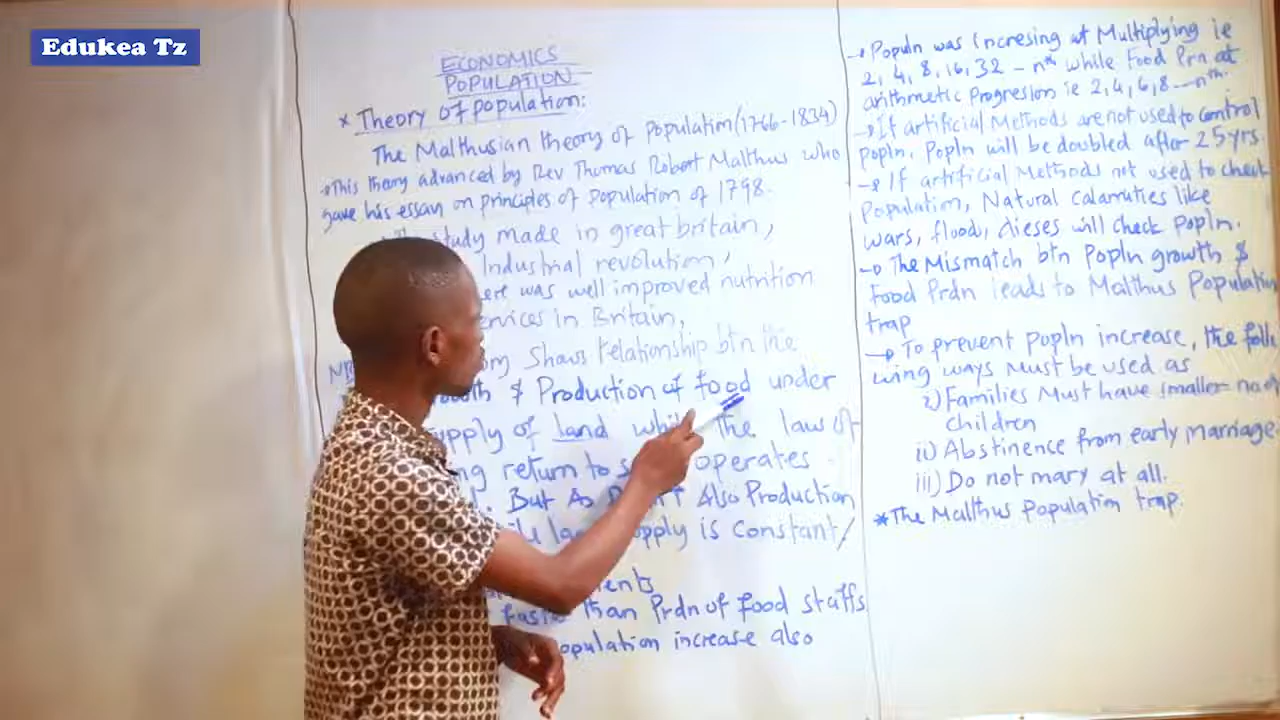 Edukea Tz
ECONOMICS
POPULATION
* Theory of population:
The Malthusian theory of Population (1766-1834)
This theory advanced by Rev Thomas Robert Malthus who
gave his essay on principles of population of 1798.
study made in great britain,
Industrial revolution,
was well improved nutrition
services in Britain,
Shows relationship btn the
& Production of food under
supply of land while the law of
return to operates
But As Also Production
supply is constant/
than Prdn of food staffs
population increase also
→ Populn was Incresing at Multiplying ie
2, 4, 8, 16, 32 - nth while Food Prn at
arithmetic Progresion ie 2, 4, 6, 8 --- nth.
→ If artificial Methods are not used to control
popln, Popln will be doubled after 25yrs.
→ If artificial Methods not used to check
Population, Natural calamuties like
wars, flood, dieses will check Popln.
→ The Mismatch btn Popln growth &
Food Prdn leads to Malthus Population
trap
→ To prevent popln increase, the follo
wing ways must be used as
i) Families Must have smaller no of
children
ii) Abstinence from early marriage.
iii) Do not mary at all.
* The Malthus Population trap.